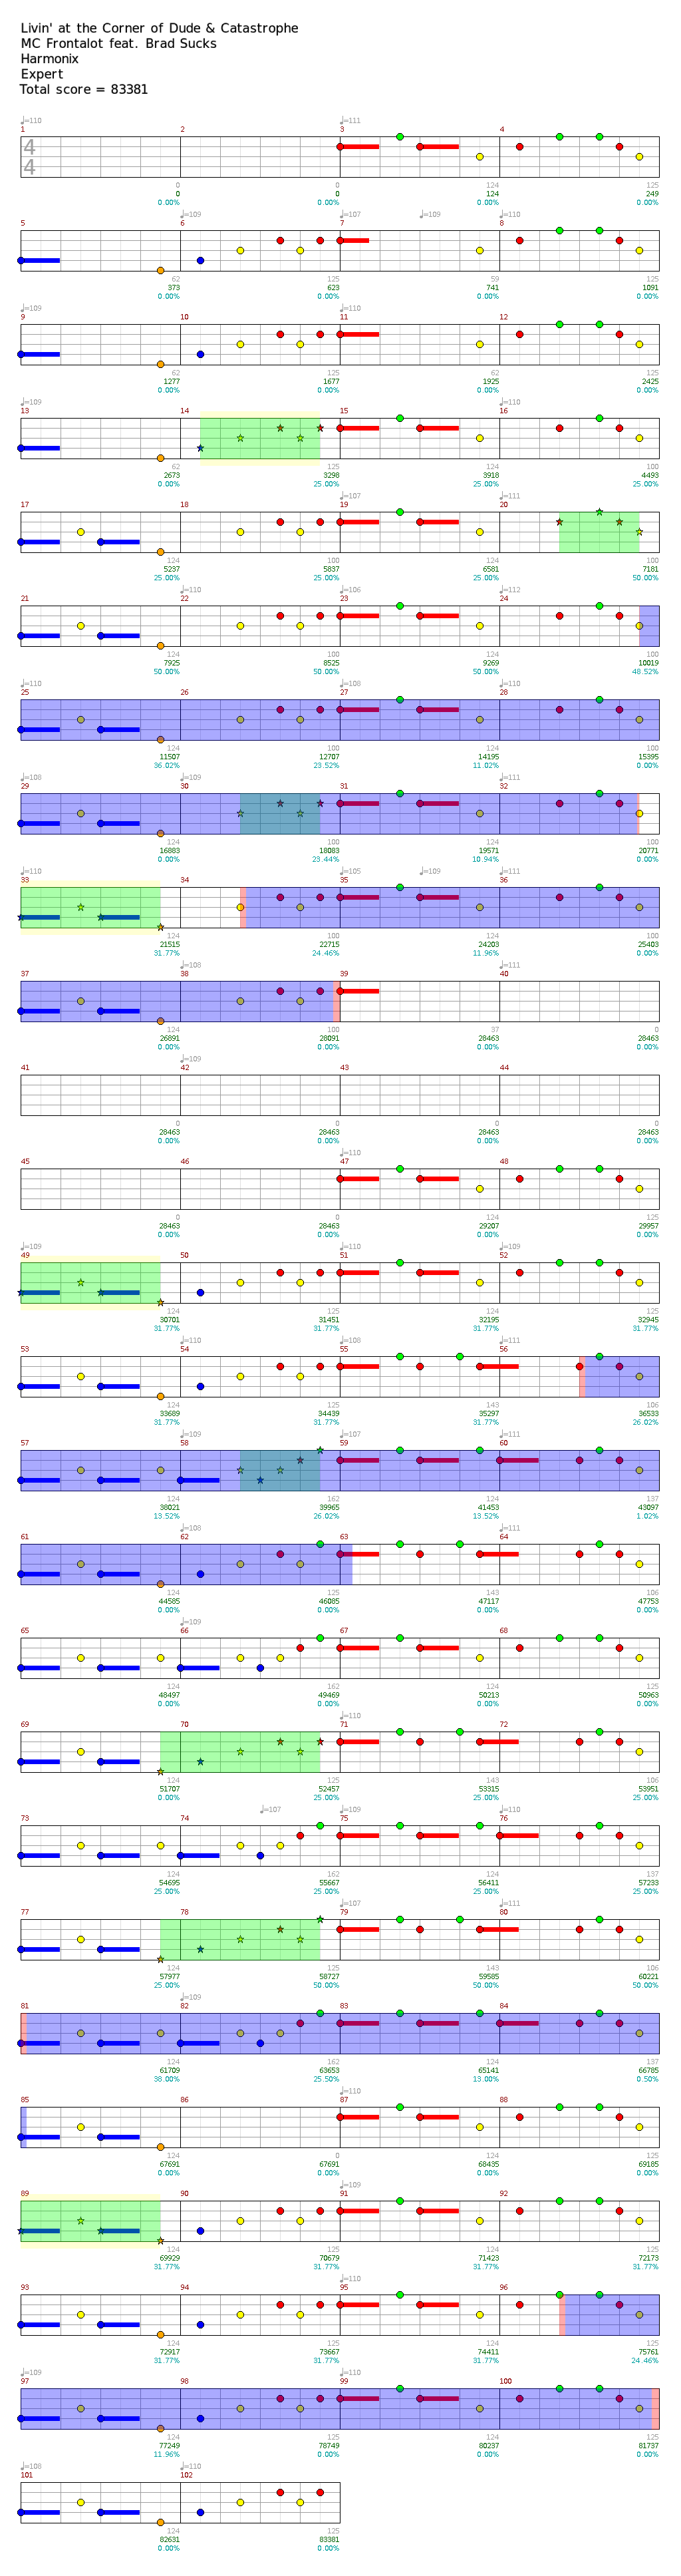 Livin' at the Corner of Dude & Catastrophe
MC Frontalot feat. Brad Sucks
Harmonix
Expert
Total score = 83381
♩=110 ♩=111
1 2 3 4
4
4
0 0 124 125
0 0 124 249
0.00% 0.00% 0.00% 0.00%
♩=109 ♩=107 ♩=109 ♩=110
5 6 7 8
62 125 59 125
373 623 741 1091
0.00% 0.00% 0.00% 0.00%
♩=109 ♩=110
9 10 11 12
62 125 62 125
1277 1677 1925 2425
0.00% 0.00% 0.00% 0.00%
♩=109 ♩=110
13 14 15 16
62 125 124 100
2673 3298 3918 4493
0.00% 25.00% 25.00% 25.00%
♩=107 ♩=111
17 18 19 20
124 100 124 100
5237 5837 6581 7181
25.00% 25.00% 25.00% 50.00%
♩=110 ♩=106 ♩=112
21 22 23 24
124 100 124 100
7925 8525 9269 10019
50.00% 50.00% 50.00% 48.52%
♩=110 ♩=108 ♩=110
25 26 27 28
124 100 124 100
11507 12707 14195 15395
36.02% 23.52% 11.02% 0.00%
♩=108 ♩=109 ♩=111
29 30 31 32
124 100 124 100
16883 18083 19571 20771
0.00% 23.44% 10.94% 0.00%
♩=110 ♩=105 ♩=109 ♩=111
33 34 35 36
124 100 124 100
21515 22715 24203 25403
31.77% 24.46% 11.96% 0.00%
♩=108
37 38 39 40
124 100 37 0
26891 28091 28463 28463
0.00% 0.00% 0.00% 0.00%
♩=109
41 42 43 44
0 0 0 0
28463 28463 28463 28463
0.00% 0.00% 0.00% 0.00%
♩=110
45 46 47 48
0 0 124 125
28463 28463 29207 29957
0.00% 0.00% 0.00% 0.00%
♩=109 ♩=110 ♩=109
49 50 51 52
124 125 124 125
30701 31451 32195 32945
31.77% 31.77% 31.77% 31.77%
♩=110 ♩=108 ♩=111
53 54 55 56
124 125 143 106
33689 34439 35297 36533
31.77% 31.77% 31.77% 26.02%
♩=109 ♩=107 ♩=111
57 58 59 60
124 162 124 137
38021 39965 41453 43097
13.52% 26.02% 13.52% 1.02%
♩=108 ♩=111
61 62 63 64
124 125 143 106
44585 46085 47117 47753
0.00% 0.00% 0.00% 0.00%
♩=109
65 66 67 68
124 162 124 125
48497 49469 50213 50963
0.00% 0.00% 0.00% 0.00%
♩=110
69 70 71 72
124 125 143 106
51707 52457 53315 53951
0.00% 25.00% 25.00% 25.00%
♩=107 ♩=109 ♩=110
73 74 75 76
124 162 124 137
54695 55667 56411 57233
25.00% 25.00% 25.00% 25.00%
♩=107 ♩=111
77 78 79 80
124 125 143 106
57977 58727 59585 60221
25.00% 50.00% 50.00% 50.00%
♩=109
81 82 83 84
124 162 124 137
61709 63653 65141 66785
38.00% 25.50% 13.00% 0.50%
♩=110
85 86 87 88
124 0 124 125
67691 67691 68435 69185
0.00% 0.00% 0.00% 0.00%
♩=109
89 90 91 92
124 125 124 125
69929 70679 71423 72173
31.77% 31.77% 31.77% 31.77%
♩=110
93 94 95 96
124 125 124 125
72917 73667 74411 75761
31.77% 31.77% 31.77% 24.46%
♩=109 ♩=110
97 98 99 100
124 125 124 125
77249 78749 80237 81737
11.96% 0.00% 0.00% 0.00%
♩=108 ♩=110
101 102
124 125
82631 83381
0.00% 0.00%